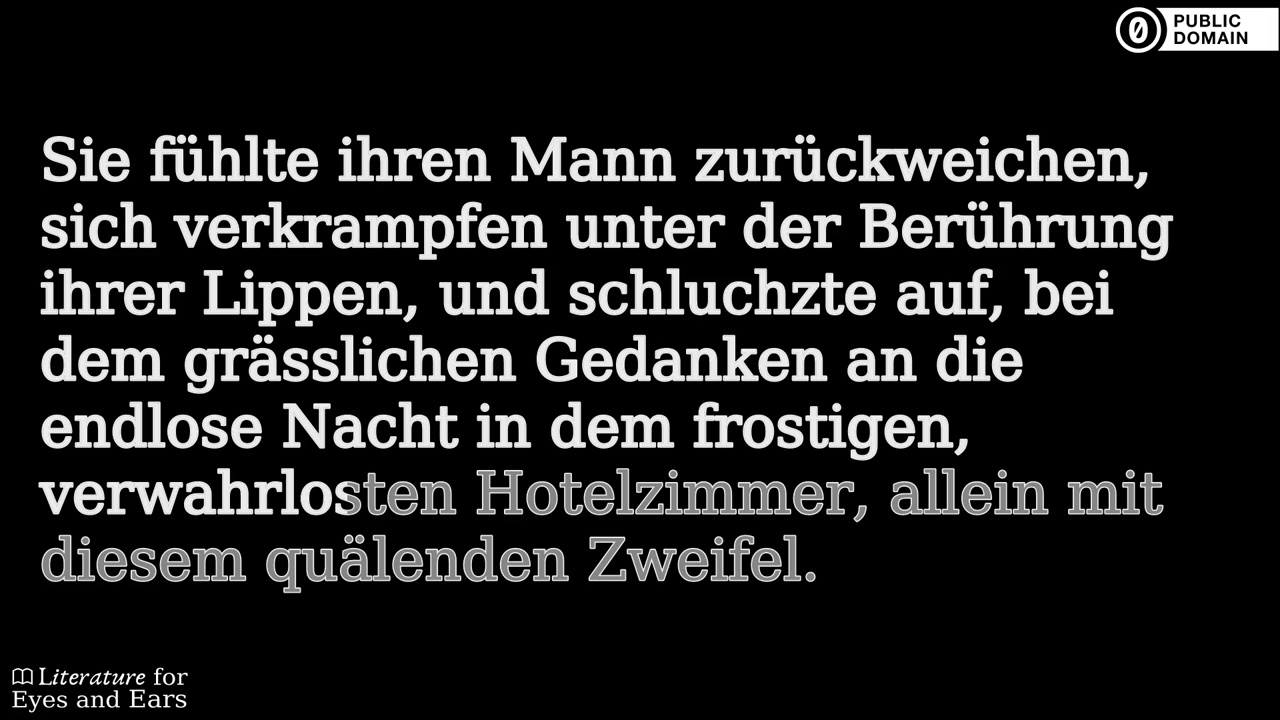 PUBLIC
DOMAIN
Sie fühlte ihren Mann zurückweichen,
sich verkrampfen unter der Berührung
ihrer Lippen, und schluchzte auf, bei
dem grässlichen Gedanken an die
endlose Nacht in dem frostigen,
verwahrlosten Hotelzimmer, allein mit
diesem quälenden Zweifel.
Literature for
Eyes and Ears